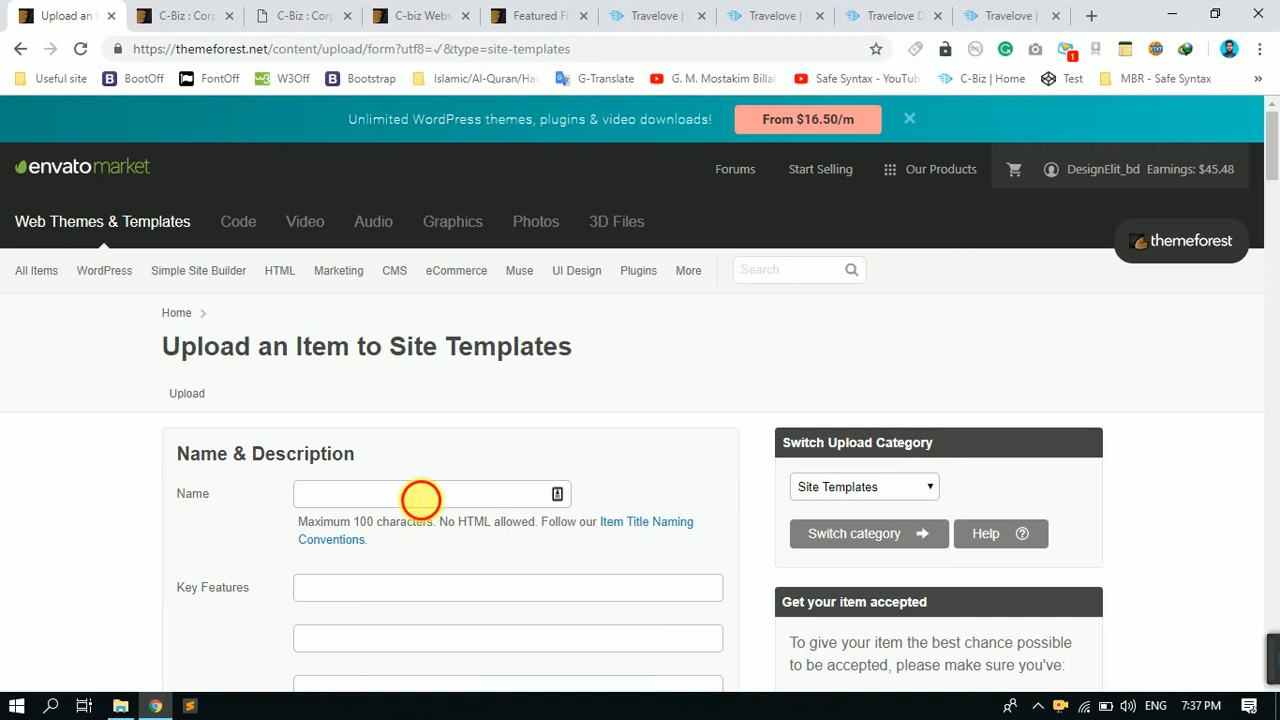 Upload an
C-Biz : Corp
C-Biz : Corp
C-biz Webs
Featured Fi
Travelove |
Travelove |
Travelove D
Travelove | 
https://themeforest.net/content/upload/form?utf8=✓&type=site-templates
1
Useful site
BootOff
FontOff
W3Off
Bootstrap
Islamic/Al-Quran/Had
G-Translate
G. M. Mostakim Billah
Safe Syntax - YouTub
C-Biz | Home
Test
MBR - Safe Syntax
»
Unlimited WordPress themes, plugins & video downloads!
From $16.50/m
envato market
Forums
Start Selling
Our Products
DesignElit_bd
Earnings: $45.48
Web Themes & Templates
Code
Video
Audio
Graphics
Photos
3D Files
themeforest
All Items
WordPress
Simple Site Builder
HTML
Marketing
CMS
eCommerce
Muse
UI Design
Plugins
More
Search
Home
Upload an Item to Site Templates
Upload
Name & Description
Name
Maximum 100 characters. No HTML allowed. Follow our Item Title Naming
Conventions.
Key Features
Switch Upload Category
Site Templates
Switch category
Help
Get your item accepted
To give your item the best chance possible
to be accepted, please make sure you've:
ENG
7:37 PM